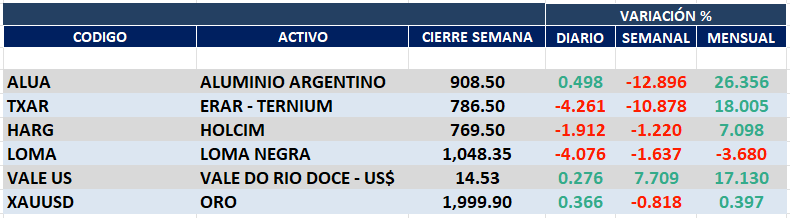 VARIACIÓN %
CODIGO ACTIVO CIERRE SEMANA DIARIO SEMANAL MENSUAL
ALUA ALUMINIO ARGENTINO 908.50 0.498 -12.896 26.356
TXAR ERAR - TERNIUM 786.50 -4.261 -10.878 18.005
HARG HOLCIM 769.50 -1.912 -1.220 7.098
LOMA LOMA NEGRA 1,048.35 -4.076 -1.637 -3.680
VALE US VALE DO RIO DOCE - US$ 14.53 0.276 7.709 17.130
XAUUSD ORO 1,999.90 0.366 -0.818 0.397